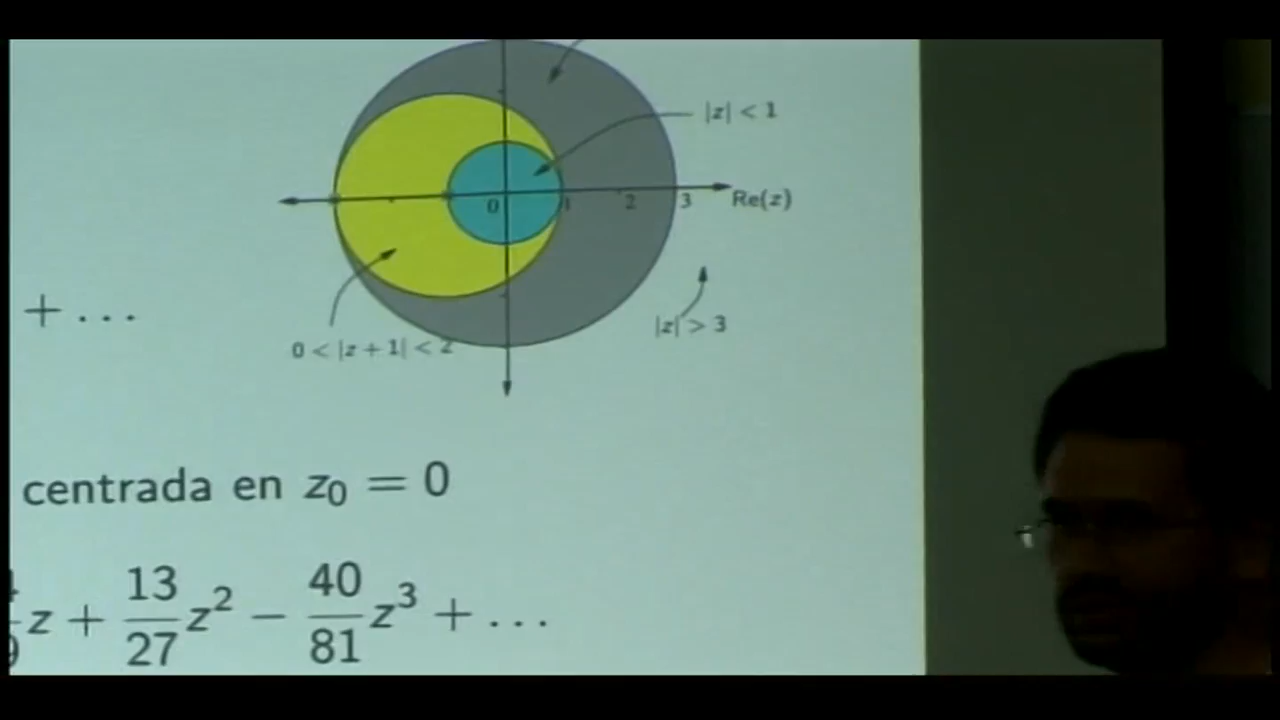 |z| < 1
0 1 2 3 Re(z)
|z| > 3
+ ...
0 < |z + 1| < 2
centrada en z₀ = 0
z + 13/27 z² − 40/81 z³ + ...